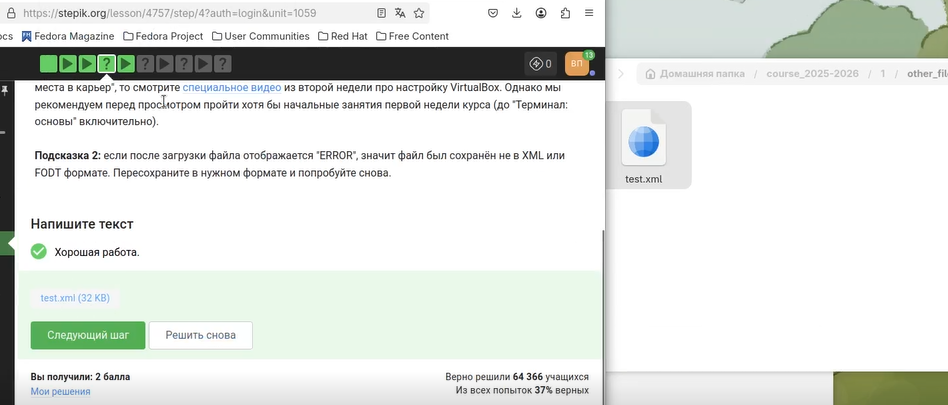 https://stepik.org/lesson/4757/step/4?auth=login&unit=1059
ocs Fedora Magazine Fedora Project User Communities Red Hat Free Content
? ? ? ? 0 ВП 13
Домашняя папка / course_2025-2026 / 1 / other_fil
места в карьер", то смотрите специальное видео из второй недели про настройку VirtualBox. Однако мы
рекомендуем перед просмотром пройти хотя бы начальные занятия первой недели курса (до "Терминал:
основы" включительно).
Подсказка 2: если после загрузки файла отображается "ERROR", значит файл был сохранён не в XML или
FODT формате. Пересохраните в нужном формате и попробуйте снова.
test.xml
Напишите текст
Хорошая работа.
test.xml (32 KB)
Следующий шаг Решить снова
Вы получили: 2 балла
Мои решения
Верно решили 64 366 учащихся
Из всех попыток 37% верных